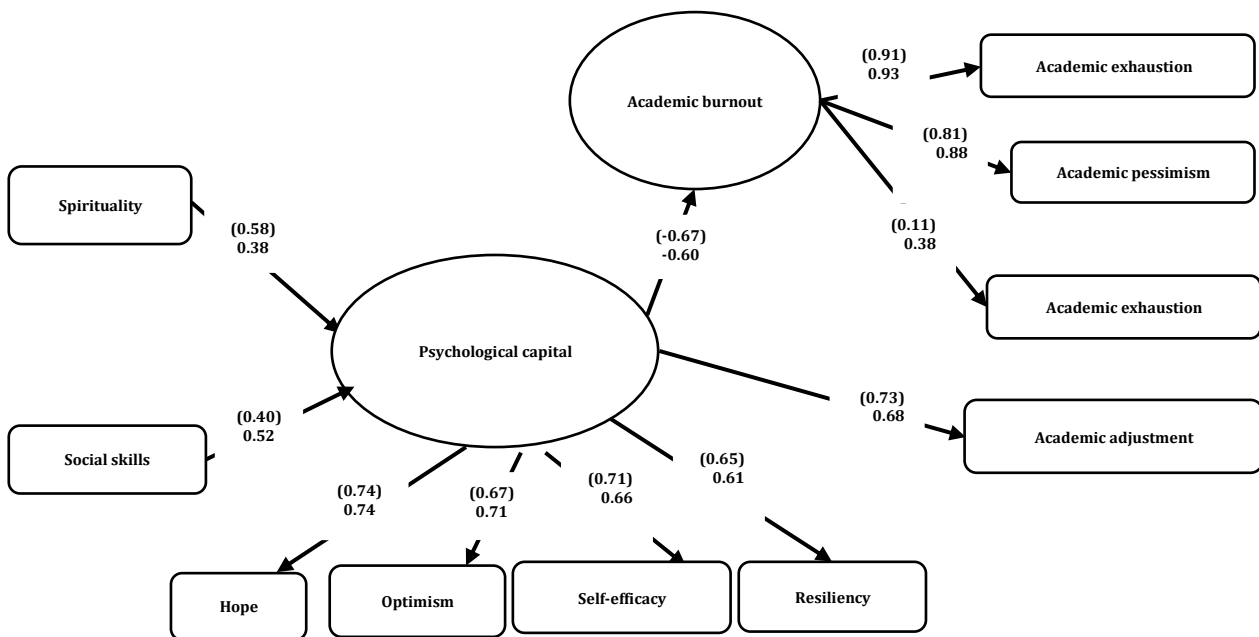 (0.91)
0.93
Academic exhaustion
Academic burnout
(0.81)
0.88
Academic pessimism
Spirituality
(0.58)
0.38
(0.11)
0.38
(-0.67)
-0.60
Academic exhaustion
Psychological capital
(0.73)
0.68
Academic adjustment
(0.40)
0.52
Social skills
(0.74)
0.74
(0.67)
0.71
(0.71)
0.66
(0.65)
0.61
Hope
Optimism
Self-efficacy
Resiliency